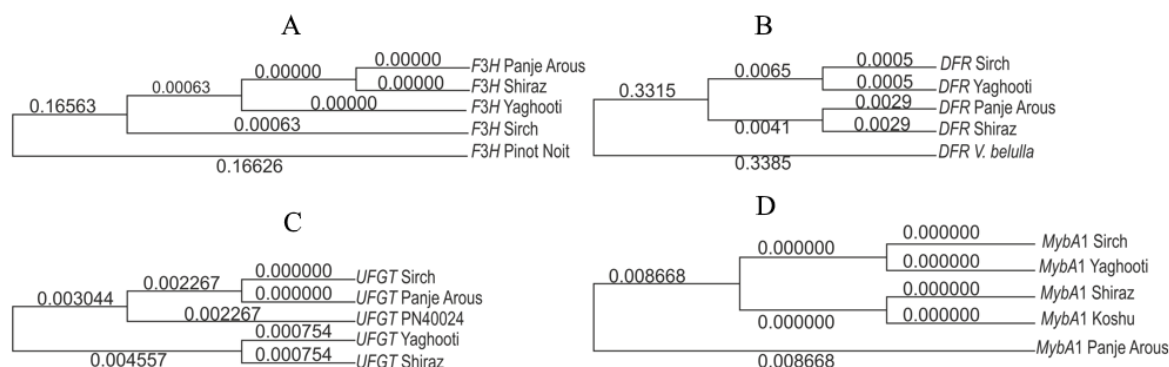 A
0.00000
0.00000
F3H Panje Arous
0.00063
0.00000
F3H Shiraz
0.16563
0.00000
F3H Yaghooti
0.00063
F3H Sirch
F3H Pinot Noit
0.16626
B
0.0005
DFR Sirch
0.0065
0.0005
DFR Yaghooti
0.3315
0.0029
DFR Panje Arous
0.0041
0.0029
DFR Shiraz
DFR V. belulla
0.3385
C
0.000000
0.002267
UFGT Sirch
0.000000
0.003044
UFGT Panje Arous
0.002267
UFGT PN40024
0.000754
UFGT Yaghooti
0.004557
0.000754
UFGT Shiraz
D
0.000000
MybA1 Sirch
0.000000
0.000000
MybA1 Yaghooti
0.008668
0.000000
MybA1 Shiraz
0.000000
0.000000
MybA1 Koshu
MybA1 Panje Arous
0.008668